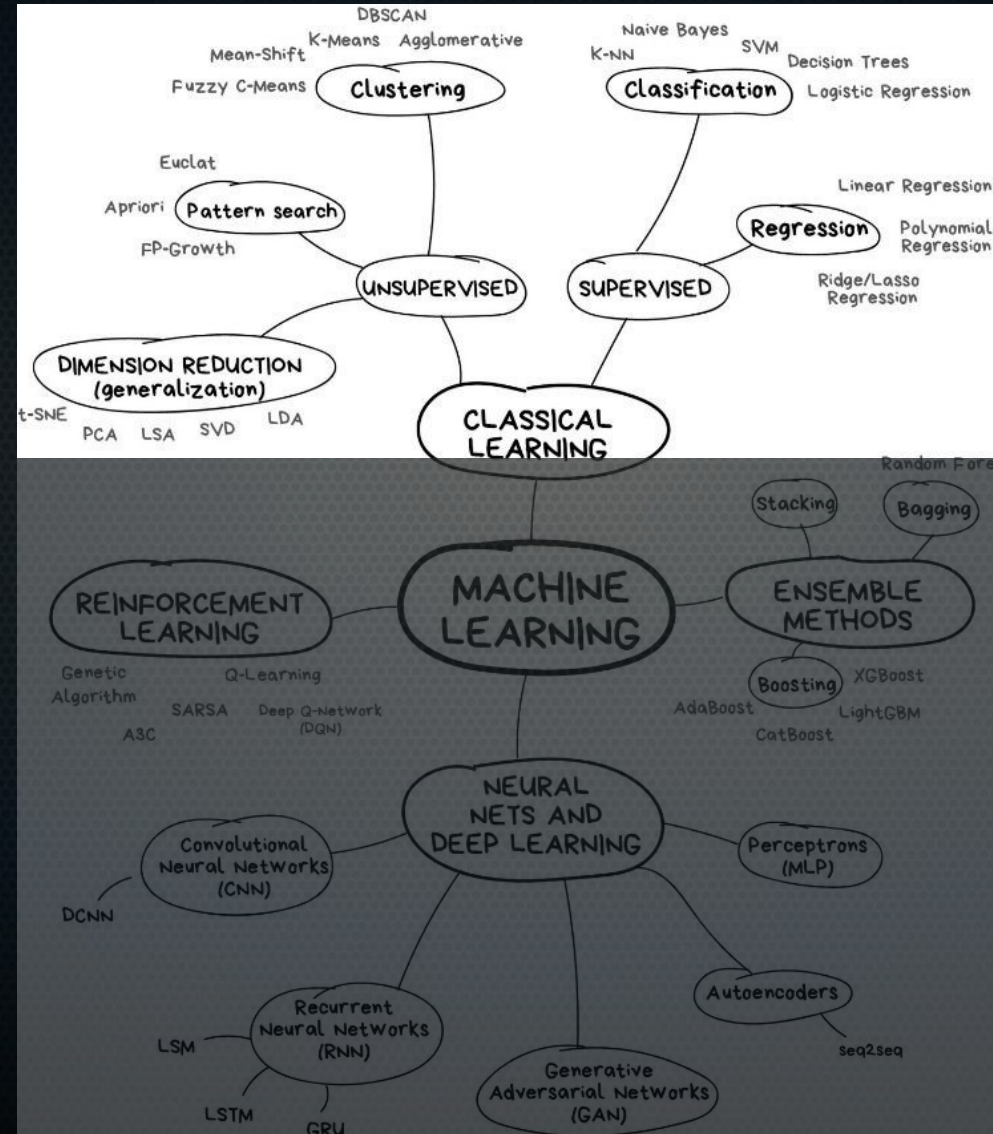 DBSCAN
K-Means Agglomerative
Mean-Shift
Fuzzy C-Means
Clustering
Naive Bayes
K-NN
SVM
Decision Trees
Classification
Logistic Regression
Euclat
Apriori
Pattern search
FP-Growth
Linear Regression
Regression
Polynomial
Regression
Ridge/Lasso
Regression
UNSUPERVISED
SUPERVISED
DIMENSION REDUCTION
(generalization)
t-SNE
PCA
LSA
SVD
LDA
CLASSICAL
LEARNING
Random Fore
Stacking
Bagging
REINFORCEMENT
LEARNING
MACHINE
LEARNING
ENSEMBLE
METHODS
Genetic
Algorithm
Q-Learning
SARSA
Deep Q-Network
(DQN)
A3C
Boosting
XGBoost
AdaBoost
LightGBM
CatBoost
NEURAL
NETS AND
DEEP LEARNING
Convolutional
Neural Networks
(CNN)
DCNN
Perceptrons
(MLP)
Autoencoders
seq2seq
Recurrent
Neural Networks
(RNN)
LSM
LSTM
GRU
Generative
Adversarial Networks
(GAN)